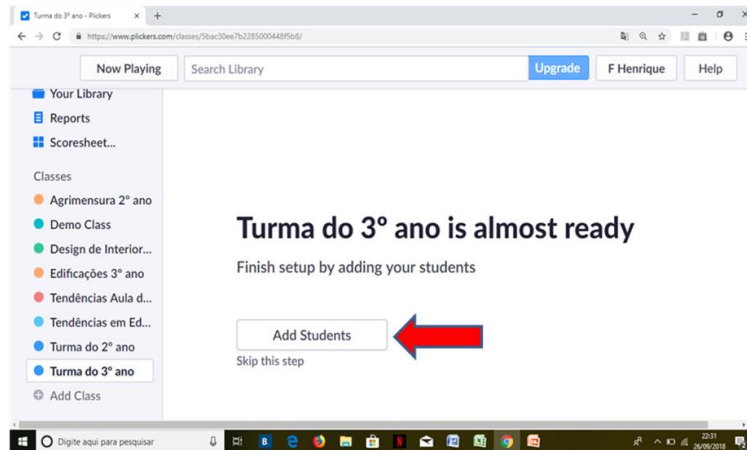 Turma do 3º ano - Plickers
https://www.plickers.com/classes/5bac30ee7b2285000448f5b8/
Now Playing
Search Library
Upgrade
F Henrique
Help
Your Library
Reports
Scoresheet...
Classes
Agrimensura 2º ano
Demo Class
Design de Interior...
Edificações 3º ano
Tendências Aula d...
Tendências em Ed...
Turma do 2º ano
Turma do 3º ano
Add Class
Turma do 3º ano is almost ready
Finish setup by adding your students
Add Students
Skip this step
Digite aqui para pesquisar
22:31
26/09/2018